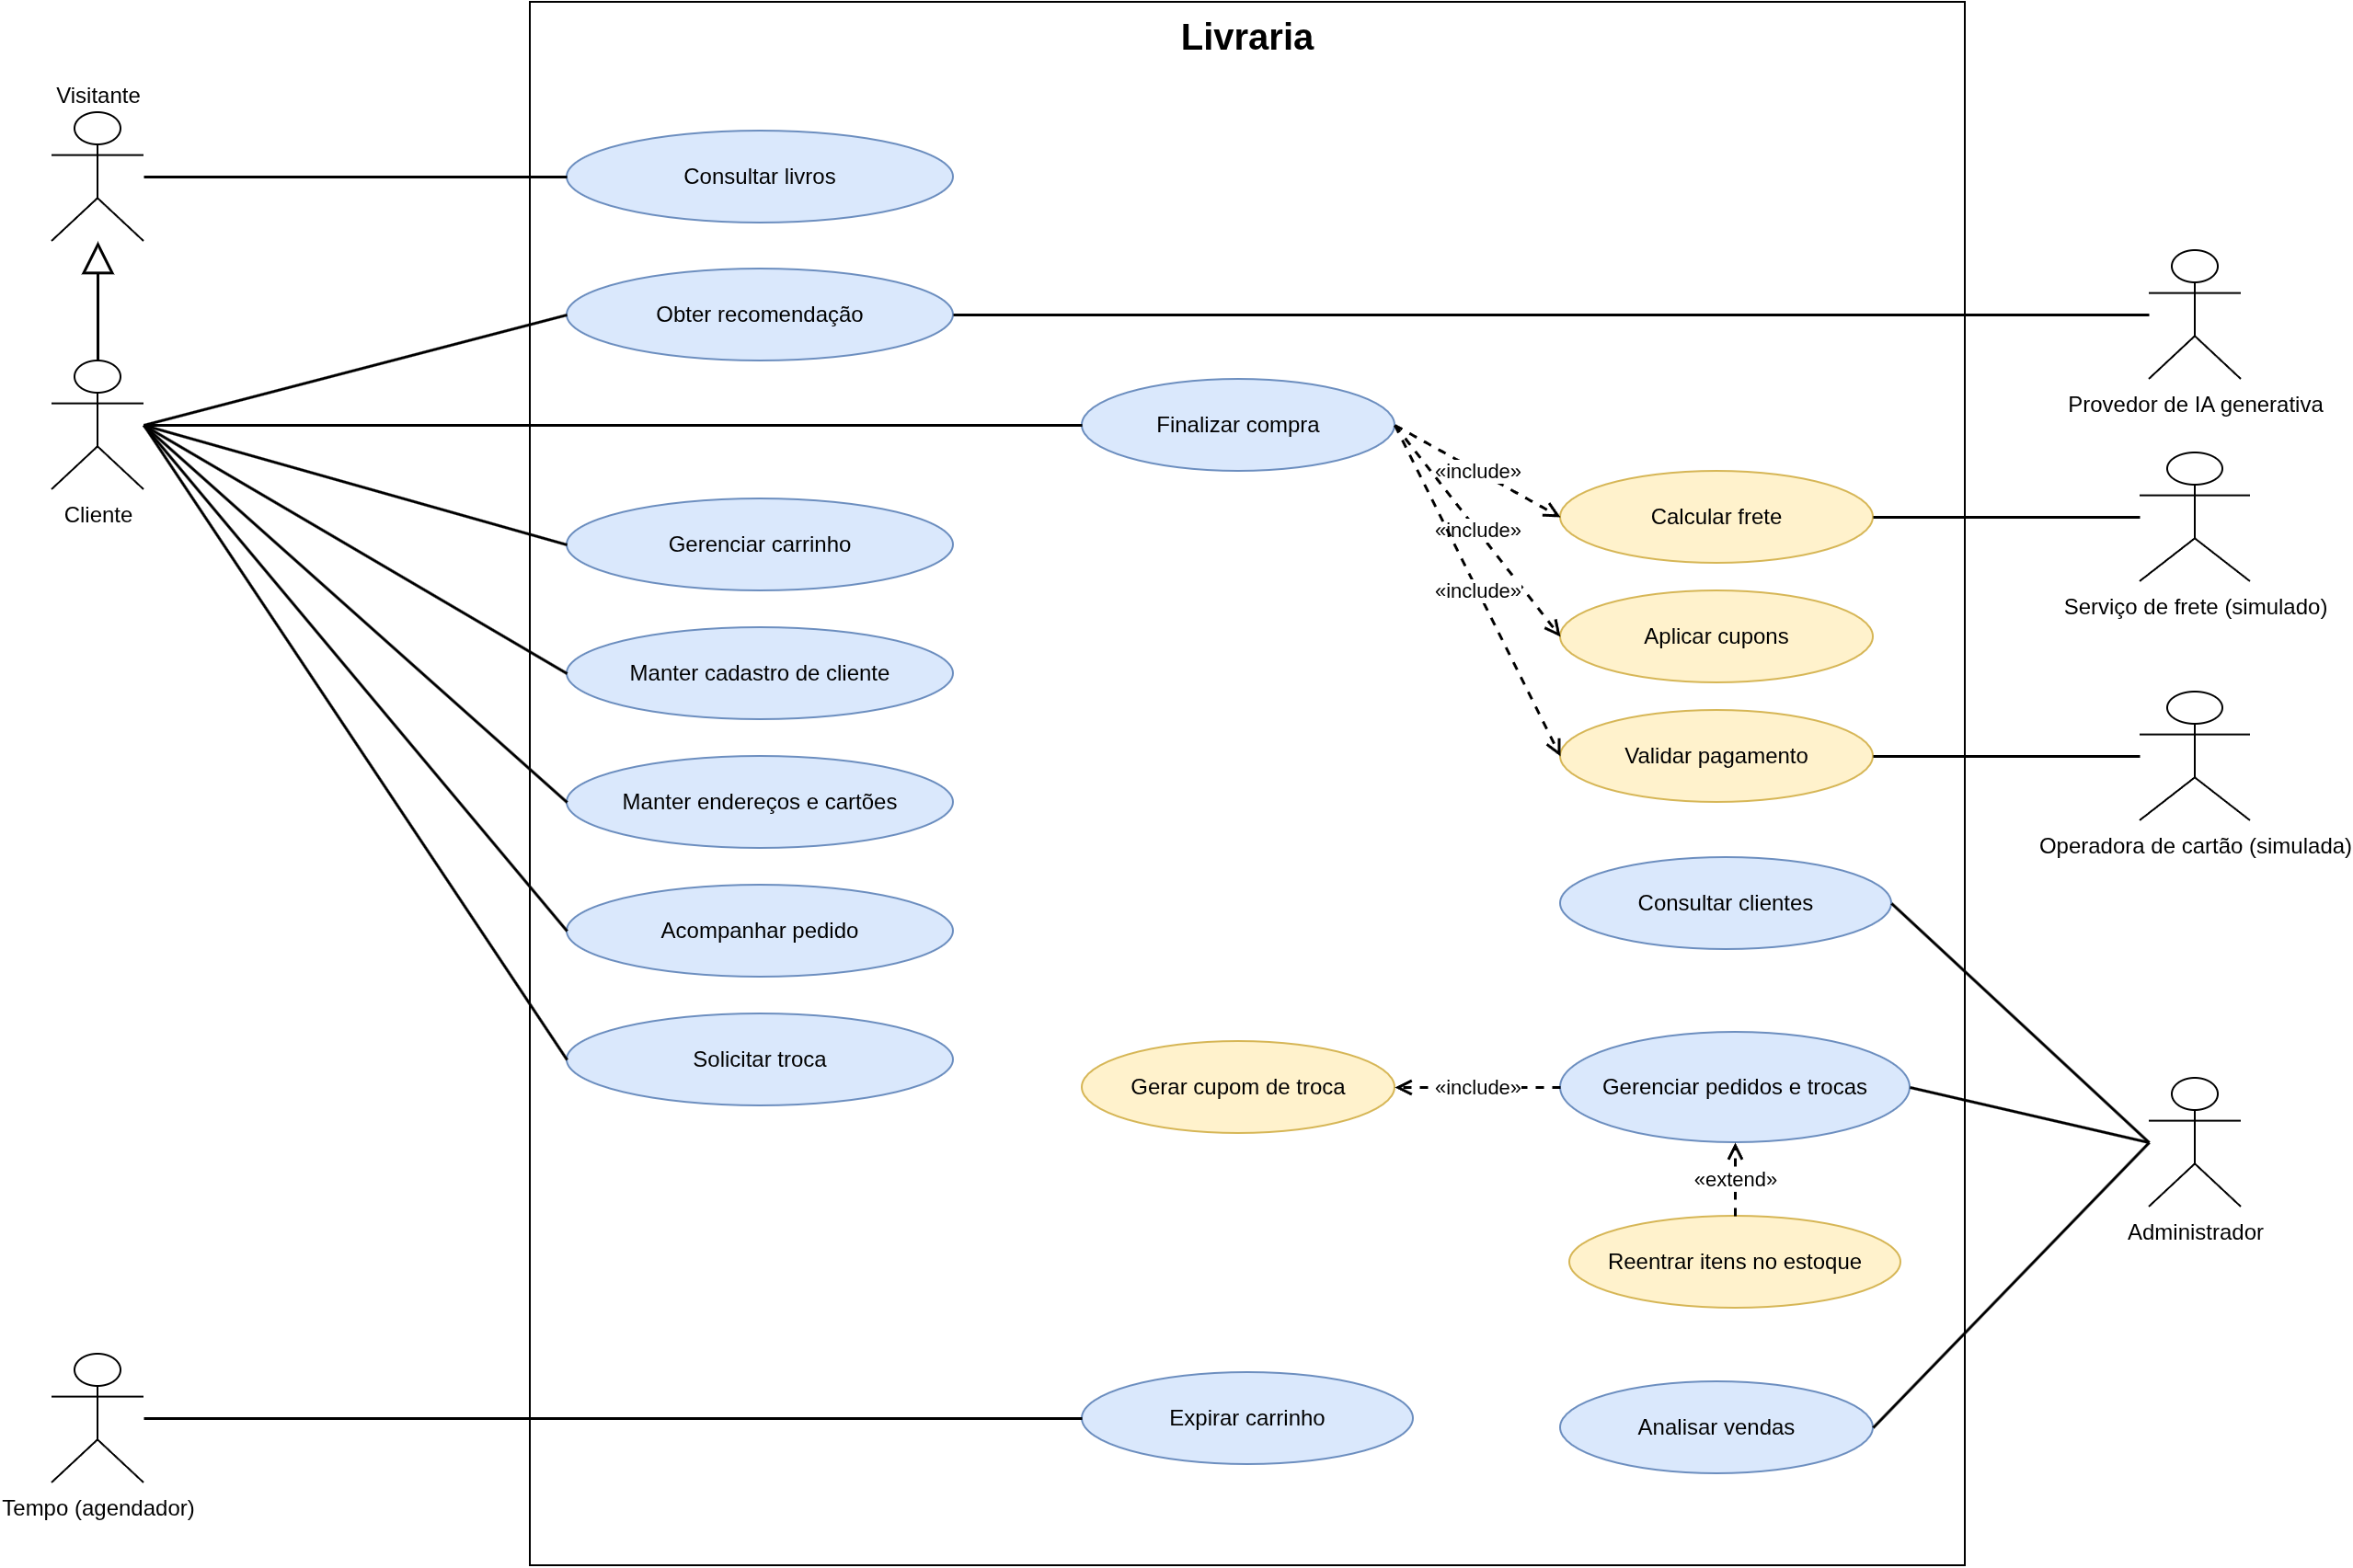 Livraria
Visitante
Consultar livros
Obter recomendação
Provedor de IA generativa
Finalizar compra
Cliente
«include»
Calcular frete
«include»
Gerenciar carrinho
«include»
Serviço de frete (simulado)
Aplicar cupons
Manter cadastro de cliente
Validar pagamento
Manter endereços e cartões
Operadora de cartão (simulada)
Consultar clientes
Acompanhar pedido
Solicitar troca
Gerar cupom de troca
«include»
Gerenciar pedidos e trocas
«extend»
Administrador
Reentrar itens no estoque
Expirar carrinho
Analisar vendas
Tempo (agendador)